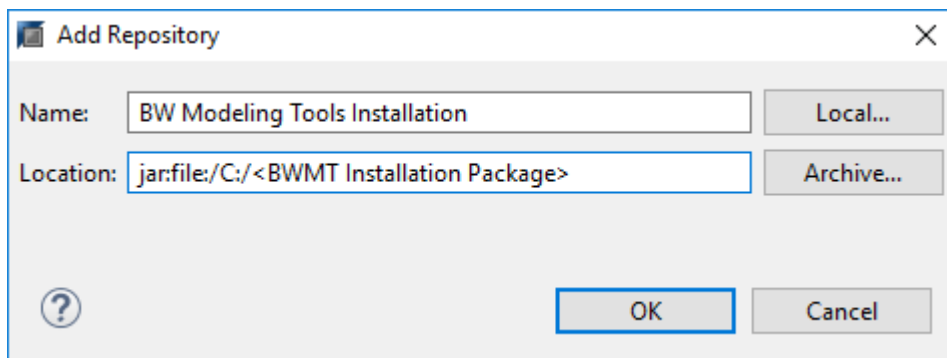 Add Repository
Name: BW Modeling Tools Installation Local...
Location: jar:file:/C:/<BWMT Installation Package> Archive...
? OK Cancel